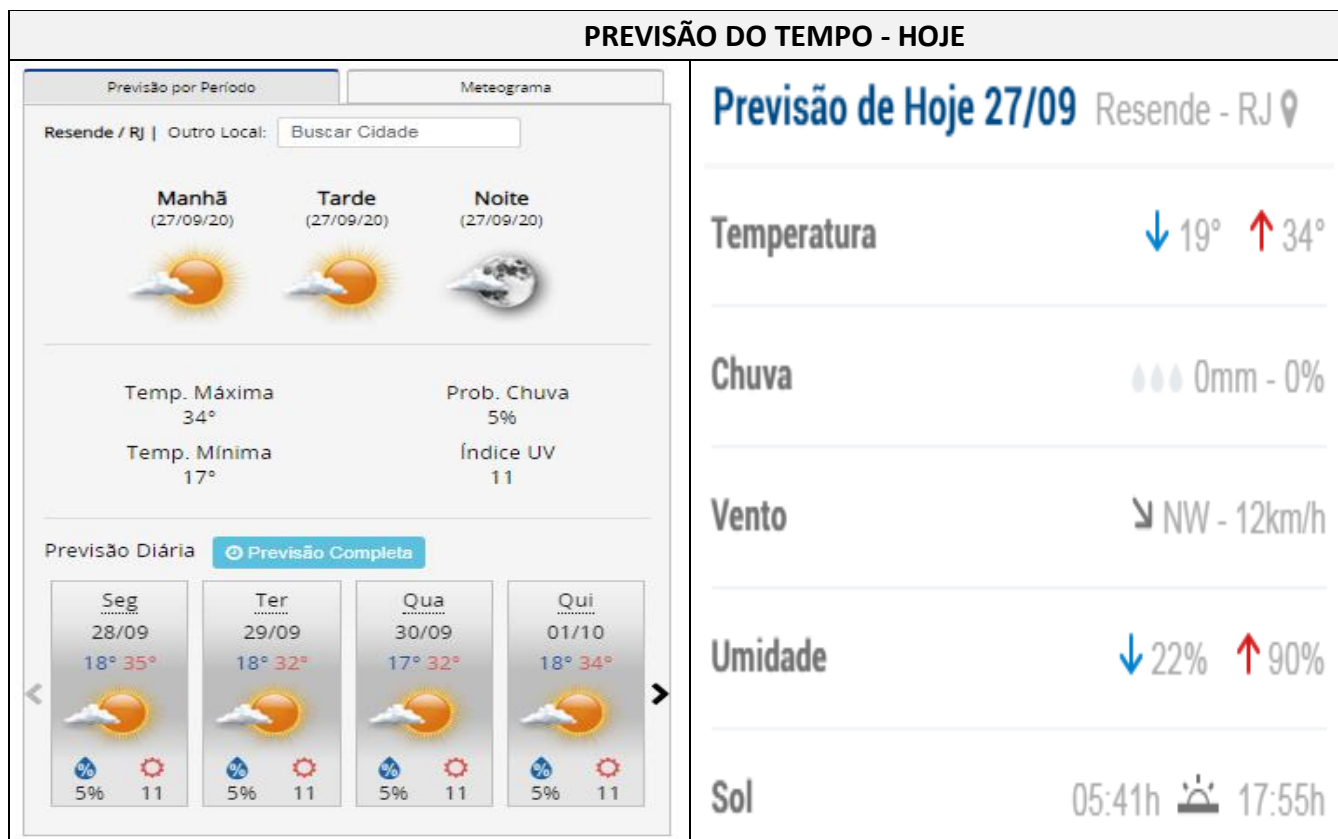 PREVISÃO DO TEMPO - HOJE
Previsão por Período
Meteograma
Resende / RJ | Outro Local: Buscar Cidade
Manhã Tarde Noite
(27/09/20) (27/09/20) (27/09/20)
Temp. Máxima Prob. Chuva
34° 5%
Temp. Mínima Índice UV
17° 11
Previsão Diária Previsão Completa
Seg Ter Qua Qui
28/09 29/09 30/09 01/10
18° 35° 18° 32° 17° 32° 18° 34°
% % % %
5% 11 5% 11 5% 11 5% 11
Previsão de Hoje 27/09 Resende - RJ
Temperatura 19° 34°
Chuva 0mm - 0%
Vento NW - 12km/h
Umidade 22% 90%
Sol 05:41h 17:55h